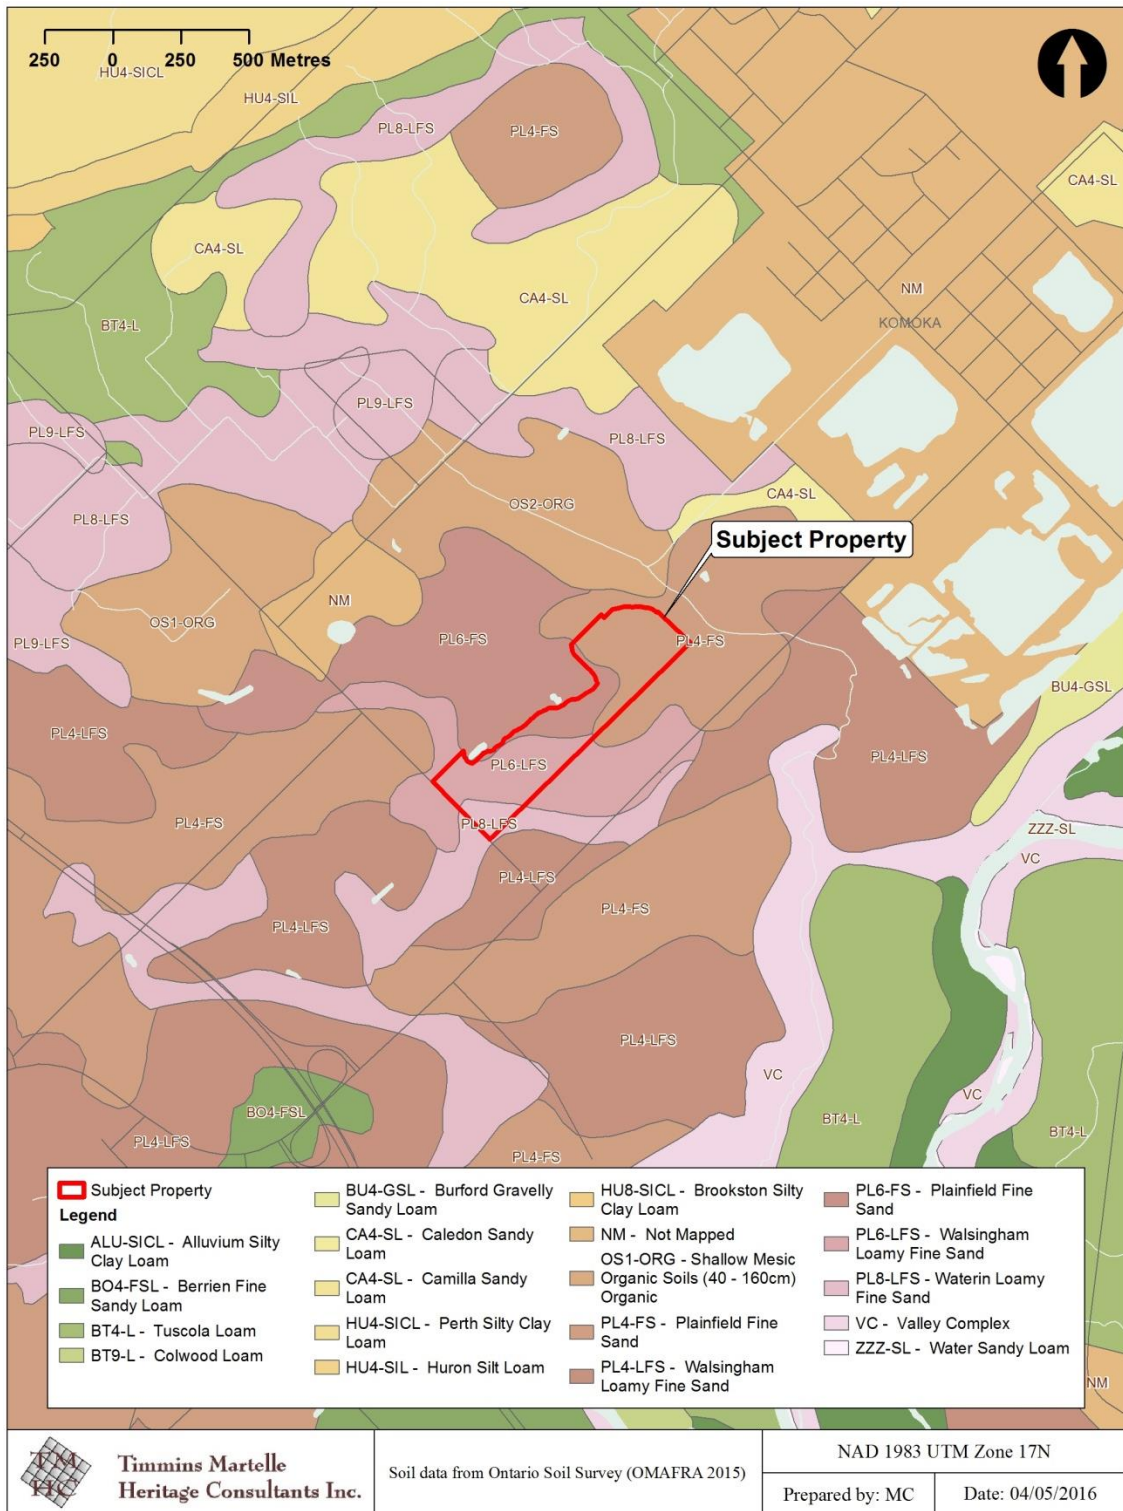 250 0 250 500 Metres
HU4-SICL
HU4-SIL
PL8-LFS
PL4-FS
CA4-SL
CA4-SL
CA4-SL
NM
KOMOKA
BT4-L
PL9-LFS
PL9-LFS
PL8-LFS
CA4-SL
OS2-ORG
PL8-LFS
Subject Property
NM
OS1-ORG
PL6-FS
PL4-FS
PL9-LFS
BU4-GSL
PL4-LFS
PL4-LFS
PL6-LFS
PL4-FS
PL8-LFS
ZZZ-SL
VC
PL4-LFS
PL4-FS
PL4-LFS
PL4-LFS
VC
VC
BO4-FSL
BT4-L
BT4-L
PL4-LFS
PL4-FS
NM
Subject Property
Legend
ALU-SICL - Alluvium Silty
Clay Loam
BO4-FSL - Berrien Fine
Sandy Loam
BT4-L - Tuscola Loam
BT9-L - Colwood Loam
BU4-GSL - Burford Gravelly
Sandy Loam
CA4-SL - Caledon Sandy
Loam
CA4-SL - Camilla Sandy
Loam
HU4-SICL - Perth Silty Clay
Loam
HU4-SIL - Huron Silt Loam
HU8-SICL - Brookston Silty
Clay Loam
NM - Not Mapped
OS1-ORG - Shallow Mesic
Organic Soils (40 - 160cm)
Organic
PL4-FS - Plainfield Fine
Sand
PL4-LFS - Walsingham
Loamy Fine Sand
PL6-FS - Plainfield Fine
Sand
PL6-LFS - Walsingham
Loamy Fine Sand
PL8-LFS - Waterin Loamy
Fine Sand
VC - Valley Complex
ZZZ-SL - Water Sandy Loam
TM
HC
Timmins Martelle
Heritage Consultants Inc.
Soil data from Ontario Soil Survey (OMAFRA 2015)
NAD 1983 UTM Zone 17N
Prepared by: MC
Date: 04/05/2016